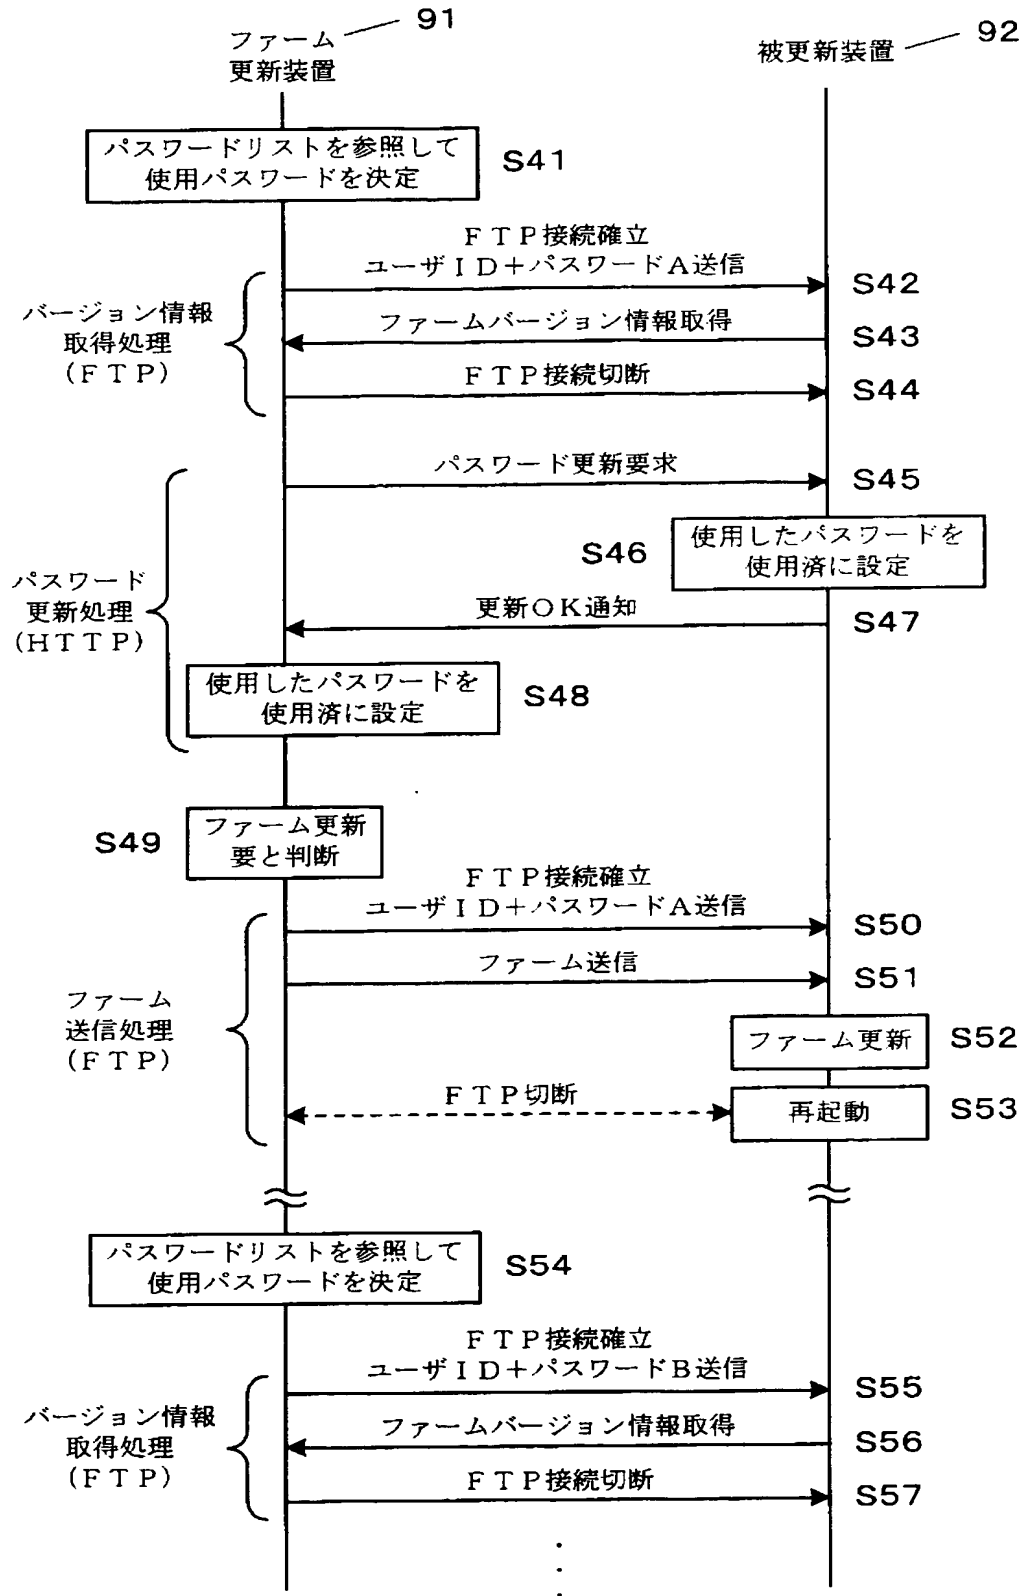 ファーム
更新装置
91
被更新装置
92
パスワードリストを参照して
使用パスワードを決定
S41
ＦＴＰ接続確立
ユーザＩＤ＋パスワードＡ送信
S42
バージョン情報
取得処理
(ＦＴＰ)
ファームバージョン情報取得
S43
ＦＴＰ接続切断
S44
パスワード更新要求
S45
S46
使用したパスワードを
使用済に設定
パスワード
更新処理
(ＨＴＴＰ)
更新ＯＫ通知
S47
使用したパスワードを
使用済に設定
S48
S49
ファーム更新
要と判断
ＦＴＰ接続確立
ユーザＩＤ＋パスワードＡ送信
S50
ファーム送信
S51
ファーム
送信処理
(ＦＴＰ)
ファーム更新
S52
ＦＴＰ切断
再起動
S53
パスワードリストを参照して
使用パスワードを決定
S54
ＦＴＰ接続確立
ユーザＩＤ＋パスワードＢ送信
S55
バージョン情報
取得処理
(ＦＴＰ)
ファームバージョン情報取得
S56
ＦＴＰ接続切断
S57